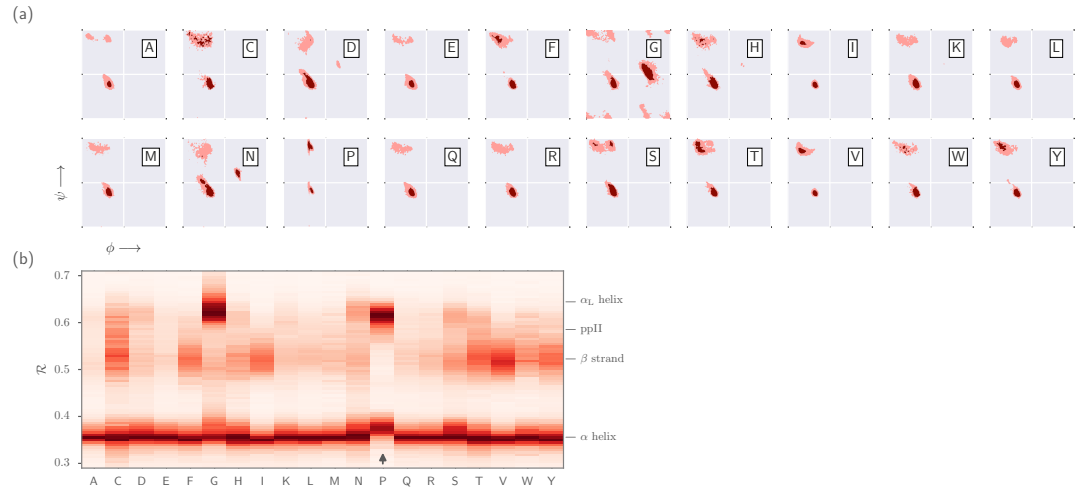 (a)
A C D E F G H I K L
M N P Q R S T V W Y
ψ ⟶
ϕ ⟶
(b)
0.7
0.6
0.5
0.4
0.3
ℛ
α_L helix
ppII
β strand
α helix
A C D E F G H I K L M N P Q R S T V W Y